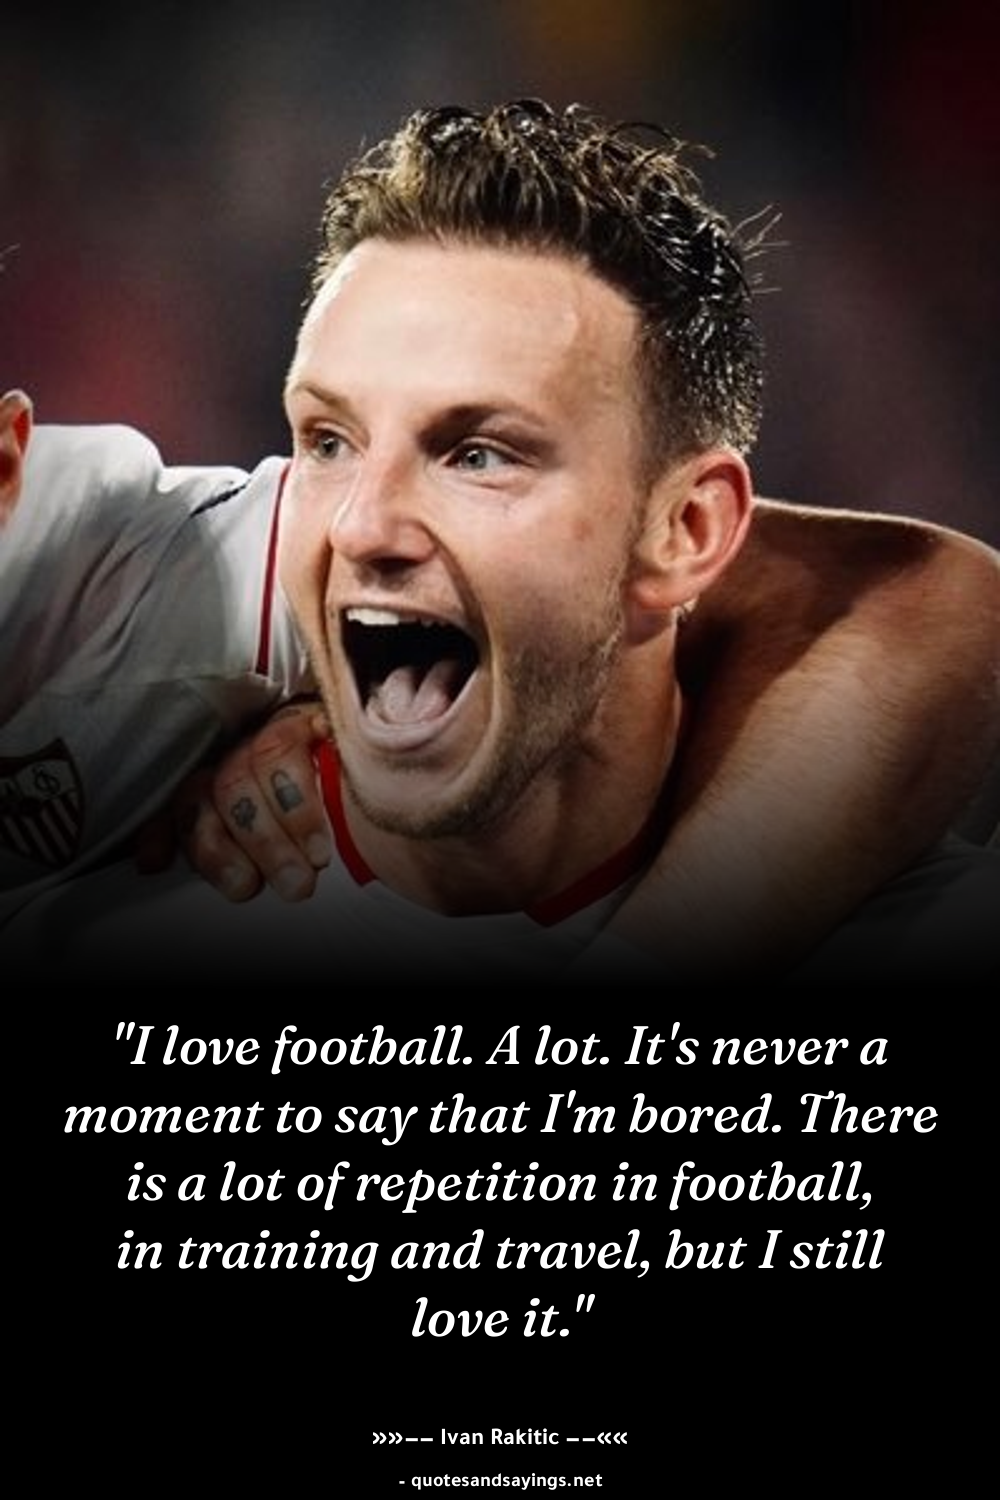 "I love football. A lot. It's never a
moment to say that I'm bored. There
is a lot of repetition in football,
in training and travel, but I still
love it."
»»–– Ivan Rakitic ––««
- quotesandsayings.net